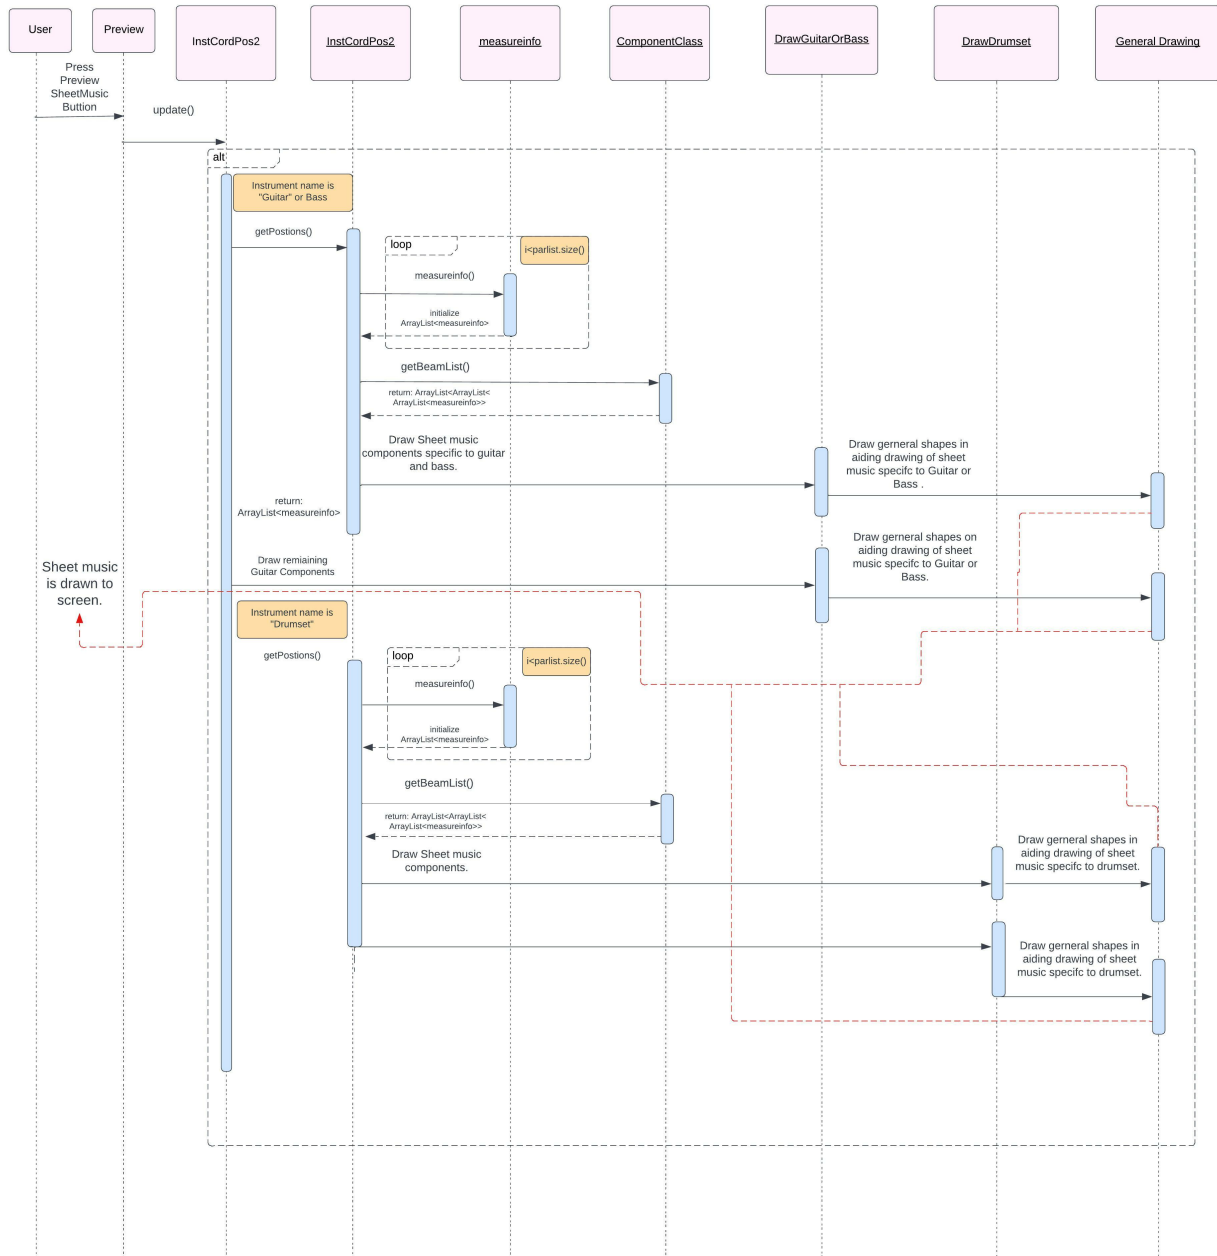 User
Preview
InstCordPos2
InstCordPos2
measureinfo
ComponentClass
DrawGuitarOrBass
DrawDrumset
General Drawing
Press
Preview
SheetMusic
Buttion
update()
alt
Instrument name is
"Guitar" or Bass
getPostions()
loop
i<parlist.size()
measureinfo()
initialize
ArrayList<measureinfo>
getBeamList()
return: ArrayList<ArrayList<
ArrayList<measureinfo>>
Draw Sheet music
components specific to guitar
and bass.
Draw gerneral shapes in
aiding drawing of sheet
music specifc to Guitar or
Bass .
return:
ArrayList<measureinfo>
Draw gerneral shapes on
aiding drawing of sheet
music specifc to Guitar or
Bass.
Sheet music
is drawn to
screen.
Draw remiaining
Guitar Components
Instrument name is
"Drumset"
getPostions()
loop
i<parlist.size()
measureinfo()
initialize
ArrayList<measureinfo>
getBeamList()
return: ArrayList<ArrayList<
ArrayList<measureinfo>>
Draw Sheet music
components.
Draw gerneral shapes in
aiding drawing of sheet
music specifc to drumset.
Draw gerneral shapes in
aiding drawing of sheet
music specifc to drumset.